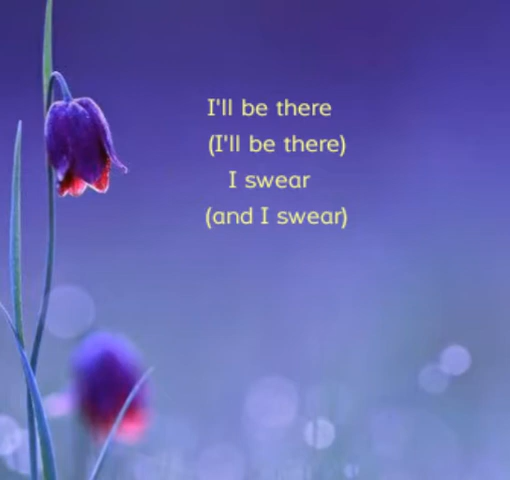 I'll be there
(I'll be there)
I swear
(and I swear)